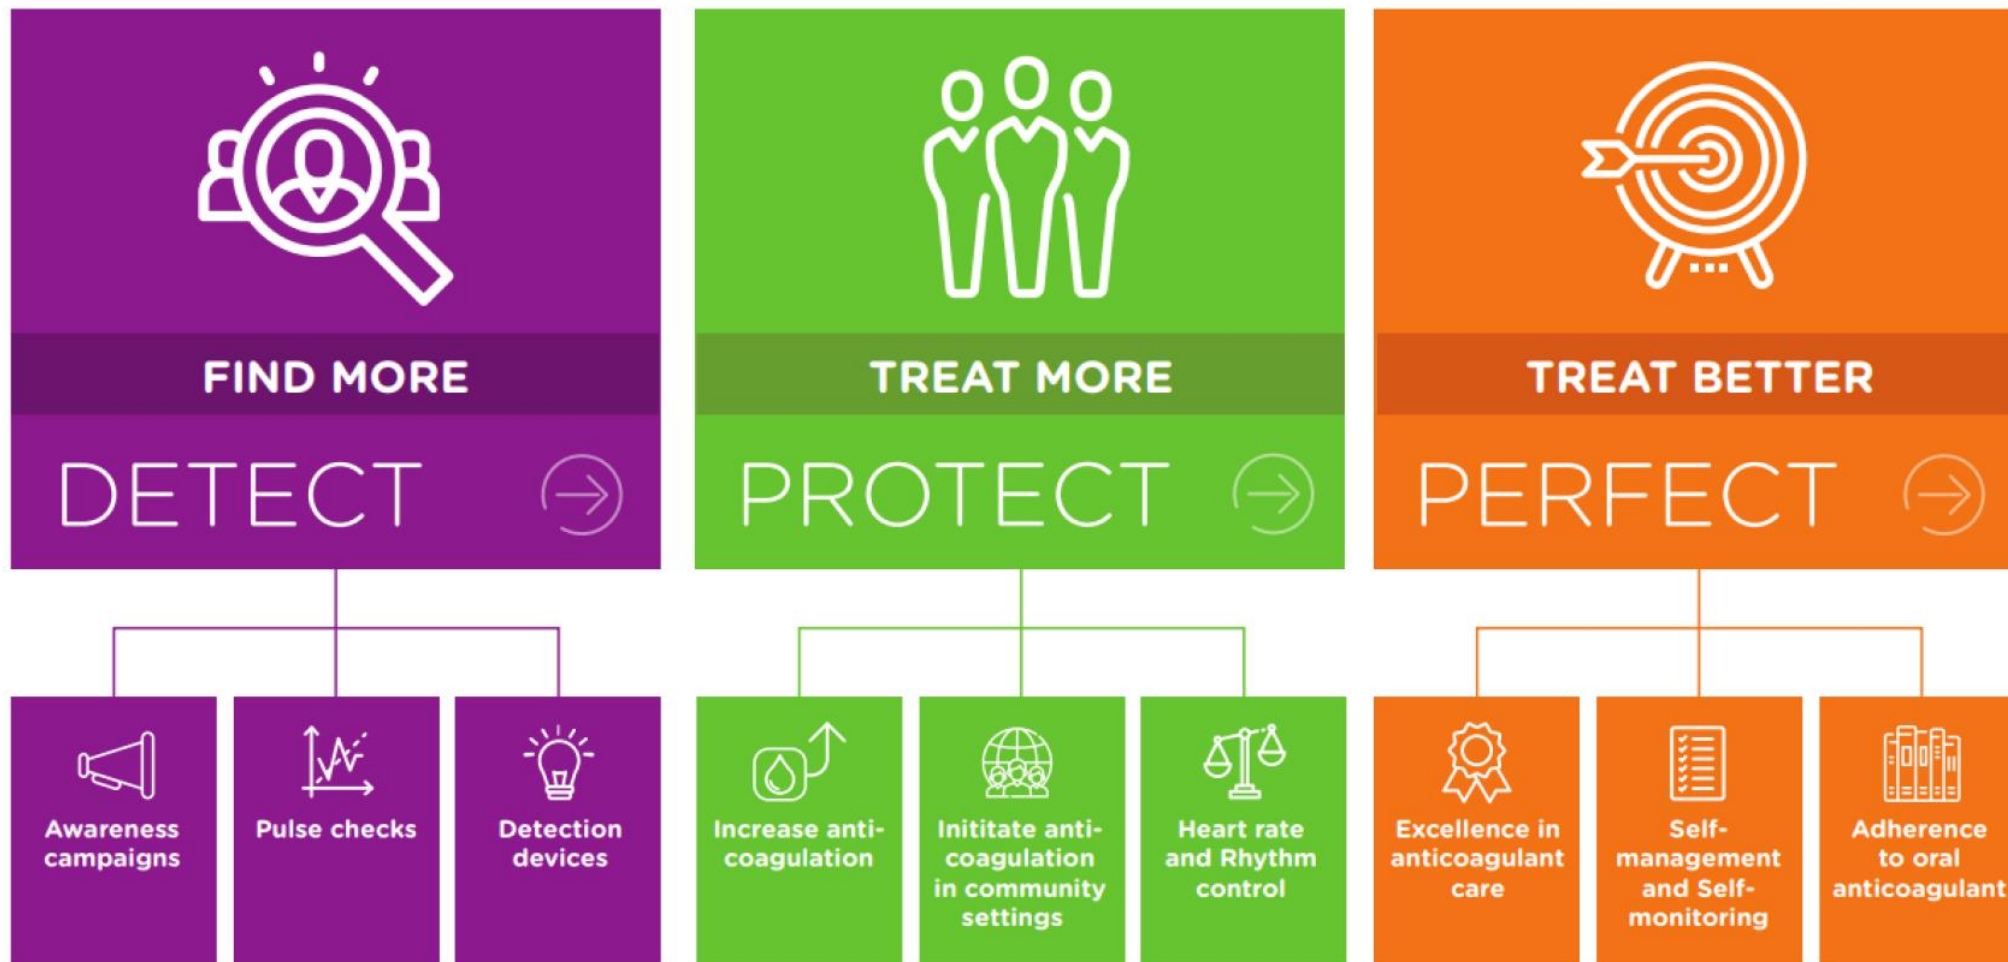 FIND MORE
DETECT
TREAT MORE
PROTECT
TREAT BETTER
PERFECT
Awareness
campaigns
Pulse checks
Detection
devices
Increase anti-
coagulation
Inititate anti-
coagulation
in community
settings
Heart rate
and Rhythm
control
Excellence in
anticoagulant
care
Self-
management
and Self-
monitoring
Adherence
to oral
anticoagulant